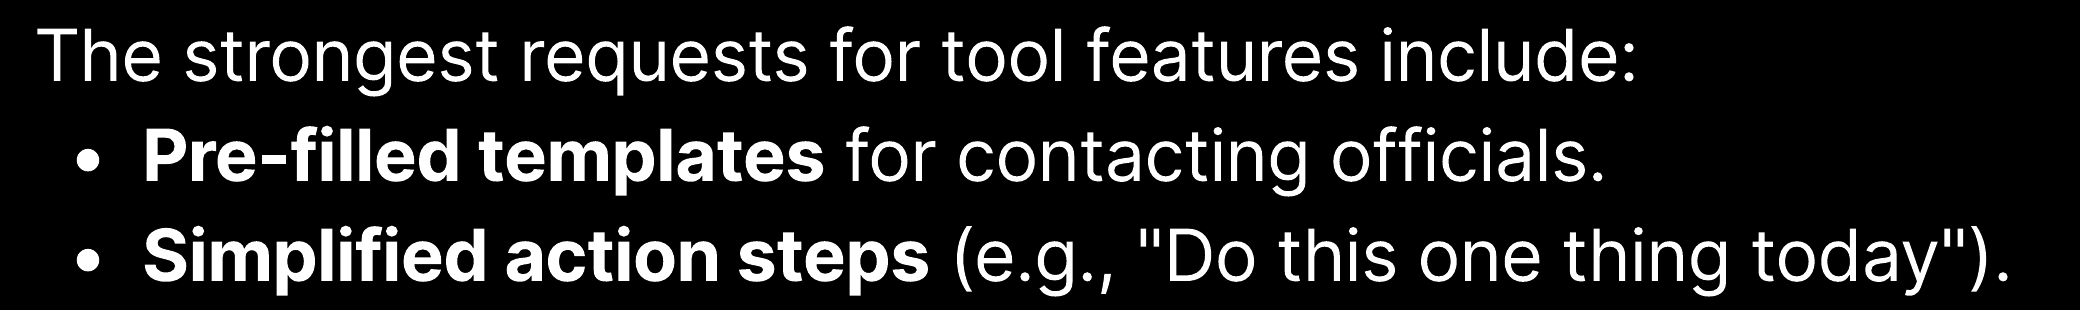 The strongest requests for tool features include:
• Pre-filled templates for contacting officials.
• Simplified action steps (e.g., "Do this one thing today").